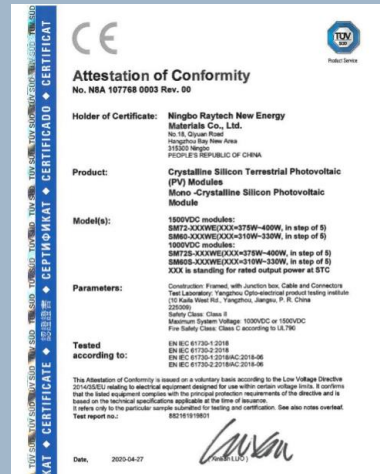 CE
TÜV
SÜD
Product Service
Attestation of Conformity
No. N8A 107768 0003 Rev. 00
Holder of Certificate: Ningbo Raytech New Energy
Materials Co., Ltd.
No.18, Qiyuan Road
Hangzhou Bay New Area
315300 Ningbo
PEOPLE'S REPUBLIC OF CHINA
Product: Crystalline Silicon Terrestrial Photovoltaic
(PV) Modules
Mono -Crystalline Silicon Photovoltaic
Module
Model(s): 1500VDC modules:
SM72-XXXWE(XXX=375W~400W, in step of 5)
SM60-XXXWE(XXX=310W~330W, in step of 5)
1000VDC modules:
SM72S-XXXWE(XXX=375W~400W, in step of 5)
SM60S-XXXWE(XXX=310W~330W, in step of 5)
XXX is standing for rated output power at STC
Parameters: Construction: Framed, with Junction box, Cable and Connectors
Test Laboratory: Yangzhou Opto-electrical product testing institute
(10 Kaifa West Rd., Yangzhou, Jiangsu, P. R. China
225009)
Safety Class: Class II
Maximum System Voltage: 1000VDC or 1500VDC
Fire Safety Class: Class C according to UL790
Tested EN IEC 61730-1:2018
according to: EN IEC 61730-2:2018
EN IEC 61730-1:2018/AC:2018-06
EN IEC 61730-2:2018/AC:2018-06
This Attestation of Conformity is issued on a voluntary basis according to the Low Voltage Directive
2014/35/EU relating to electrical equipment designed for use within certain voltage limits. It confirms
that the listed equipment complies with the principal protection requirements of the directive and is
based on the technical specifications applicable at the time of issuance.
It refers only to the particular sample submitted for testing and certification. See also notes overleaf.
Test report no.: 682161919801
Date, 2020-04-27
KAT ◆ CERTIFICATE ◆ 認證證書 ◆ СЕРТИФИКАТ ◆ CERTIFICADO ◆ CERTIFICAT